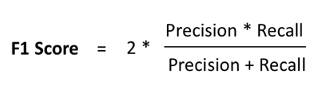 Precision * Recall
F1 Score = 2 *
Precision + Recall